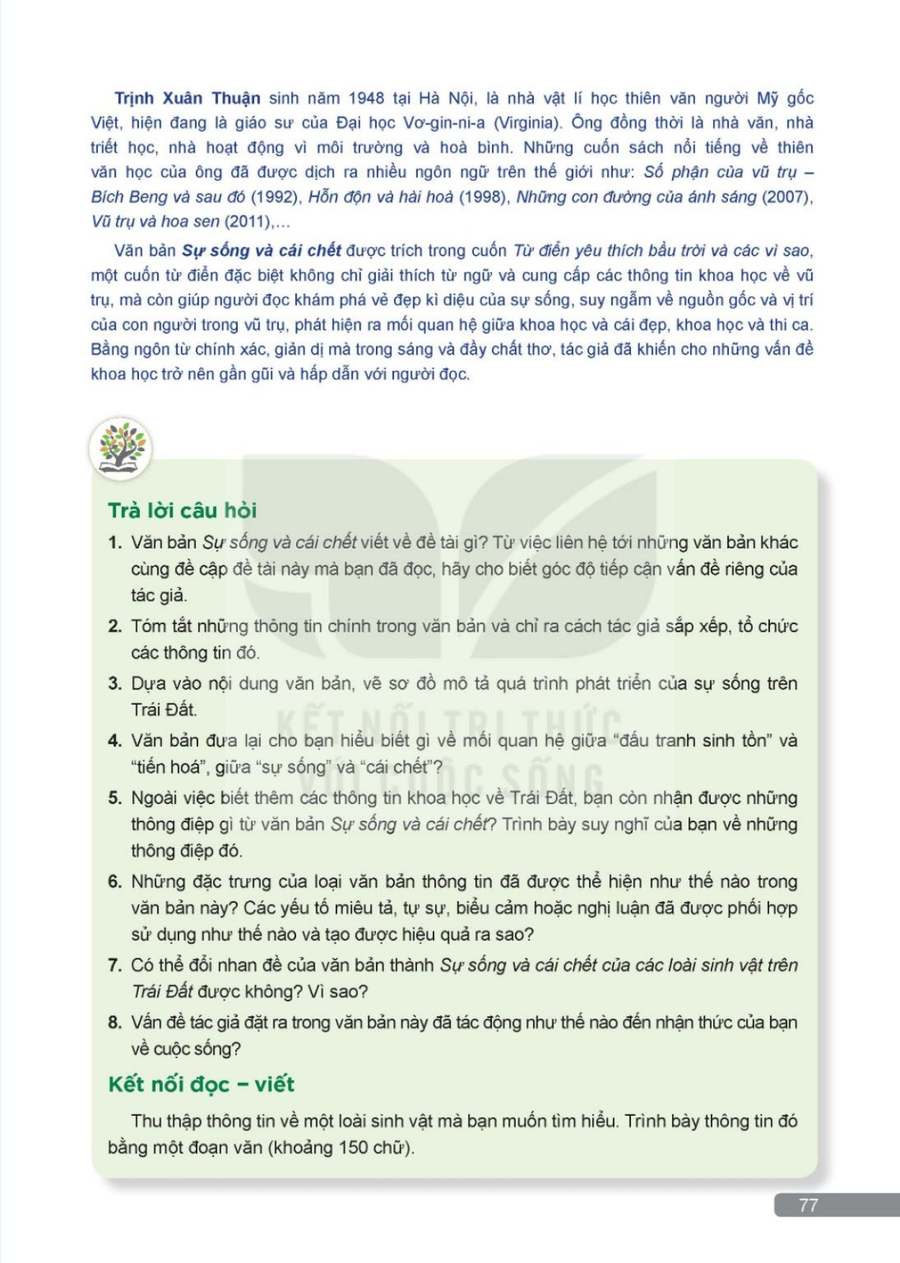 Trịnh Xuân Thuận sinh năm 1948 tại Hà Nội, là nhà vật lí học thiên văn người Mỹ gốc
Việt, hiện đang là giáo sư của Đại học Vơ-gin-ni-a (Virginia). Ông đồng thời là nhà văn, nhà
triết học, nhà hoạt động vì môi trường và hoà bình. Những cuốn sách nổi tiếng về thiên
văn học của ông đã được dịch ra nhiều ngôn ngữ trên thế giới như: Số phận của vũ trụ –
Bích Beng và sau đó (1992), Hỗn độn và hài hoà (1998), Những con đường của ánh sáng (2007),
Vũ trụ và hoa sen (2011),...
Văn bản Sự sống và cái chết được trích trong cuốn Từ điển yêu thích bầu trời và các vì sao,
một cuốn từ điển đặc biệt không chỉ giải thích từ ngữ và cung cấp các thông tin khoa học về vũ
trụ, mà còn giúp người đọc khám phá vẻ đẹp kì diệu của sự sống, suy ngẫm về nguồn gốc và vị trí
của con người trong vũ trụ, phát hiện ra mối quan hệ giữa khoa học và cái đẹp, khoa học và thi ca.
Bằng ngôn từ chính xác, giản dị mà trong sáng và đầy chất thơ, tác giả đã khiến cho những vấn đề
khoa học trở nên gần gũi và hấp dẫn với người đọc.
Trả lời câu hỏi
1. Văn bản Sự sống và cái chết viết về đề tài gì? Từ việc liên hệ tới những văn bản khác
cùng đề cập đề tài này mà bạn đã đọc, hãy cho biết góc độ tiếp cận vấn đề riêng của
tác giả.
2. Tóm tắt những thông tin chính trong văn bản và chỉ ra cách tác giả sắp xếp, tổ chức
các thông tin đó.
3. Dựa vào nội dung văn bản, vẽ sơ đồ mô tả quá trình phát triển của sự sống trên
Trái Đất.
4. Văn bản đưa lại cho bạn hiểu biết gì về mối quan hệ giữa “đấu tranh sinh tồn” và
“tiến hoá”, giữa “sự sống” và “cái chết”?
5. Ngoài việc biết thêm các thông tin khoa học về Trái Đất, bạn còn nhận được những
thông điệp gì từ văn bản Sự sống và cái chết? Trình bày suy nghĩ của bạn về những
thông điệp đó.
6. Những đặc trưng của loại văn bản thông tin đã được thể hiện như thế nào trong
văn bản này? Các yếu tố miêu tả, tự sự, biểu cảm hoặc nghị luận đã được phối hợp
sử dụng như thế nào và tạo được hiệu quả ra sao?
7. Có thể đổi nhan đề của văn bản thành Sự sống và cái chết của các loài sinh vật trên
Trái Đất được không? Vì sao?
8. Vấn đề tác giả đặt ra trong văn bản này đã tác động như thế nào đến nhận thức của bạn
về cuộc sống?
Kết nối đọc – viết
Thu thập thông tin về một loài sinh vật mà bạn muốn tìm hiểu. Trình bày thông tin đó
bằng một đoạn văn (khoảng 150 chữ).
KẾT NỐI TRI THỨC
VỚI CUỘC SỐNG
77